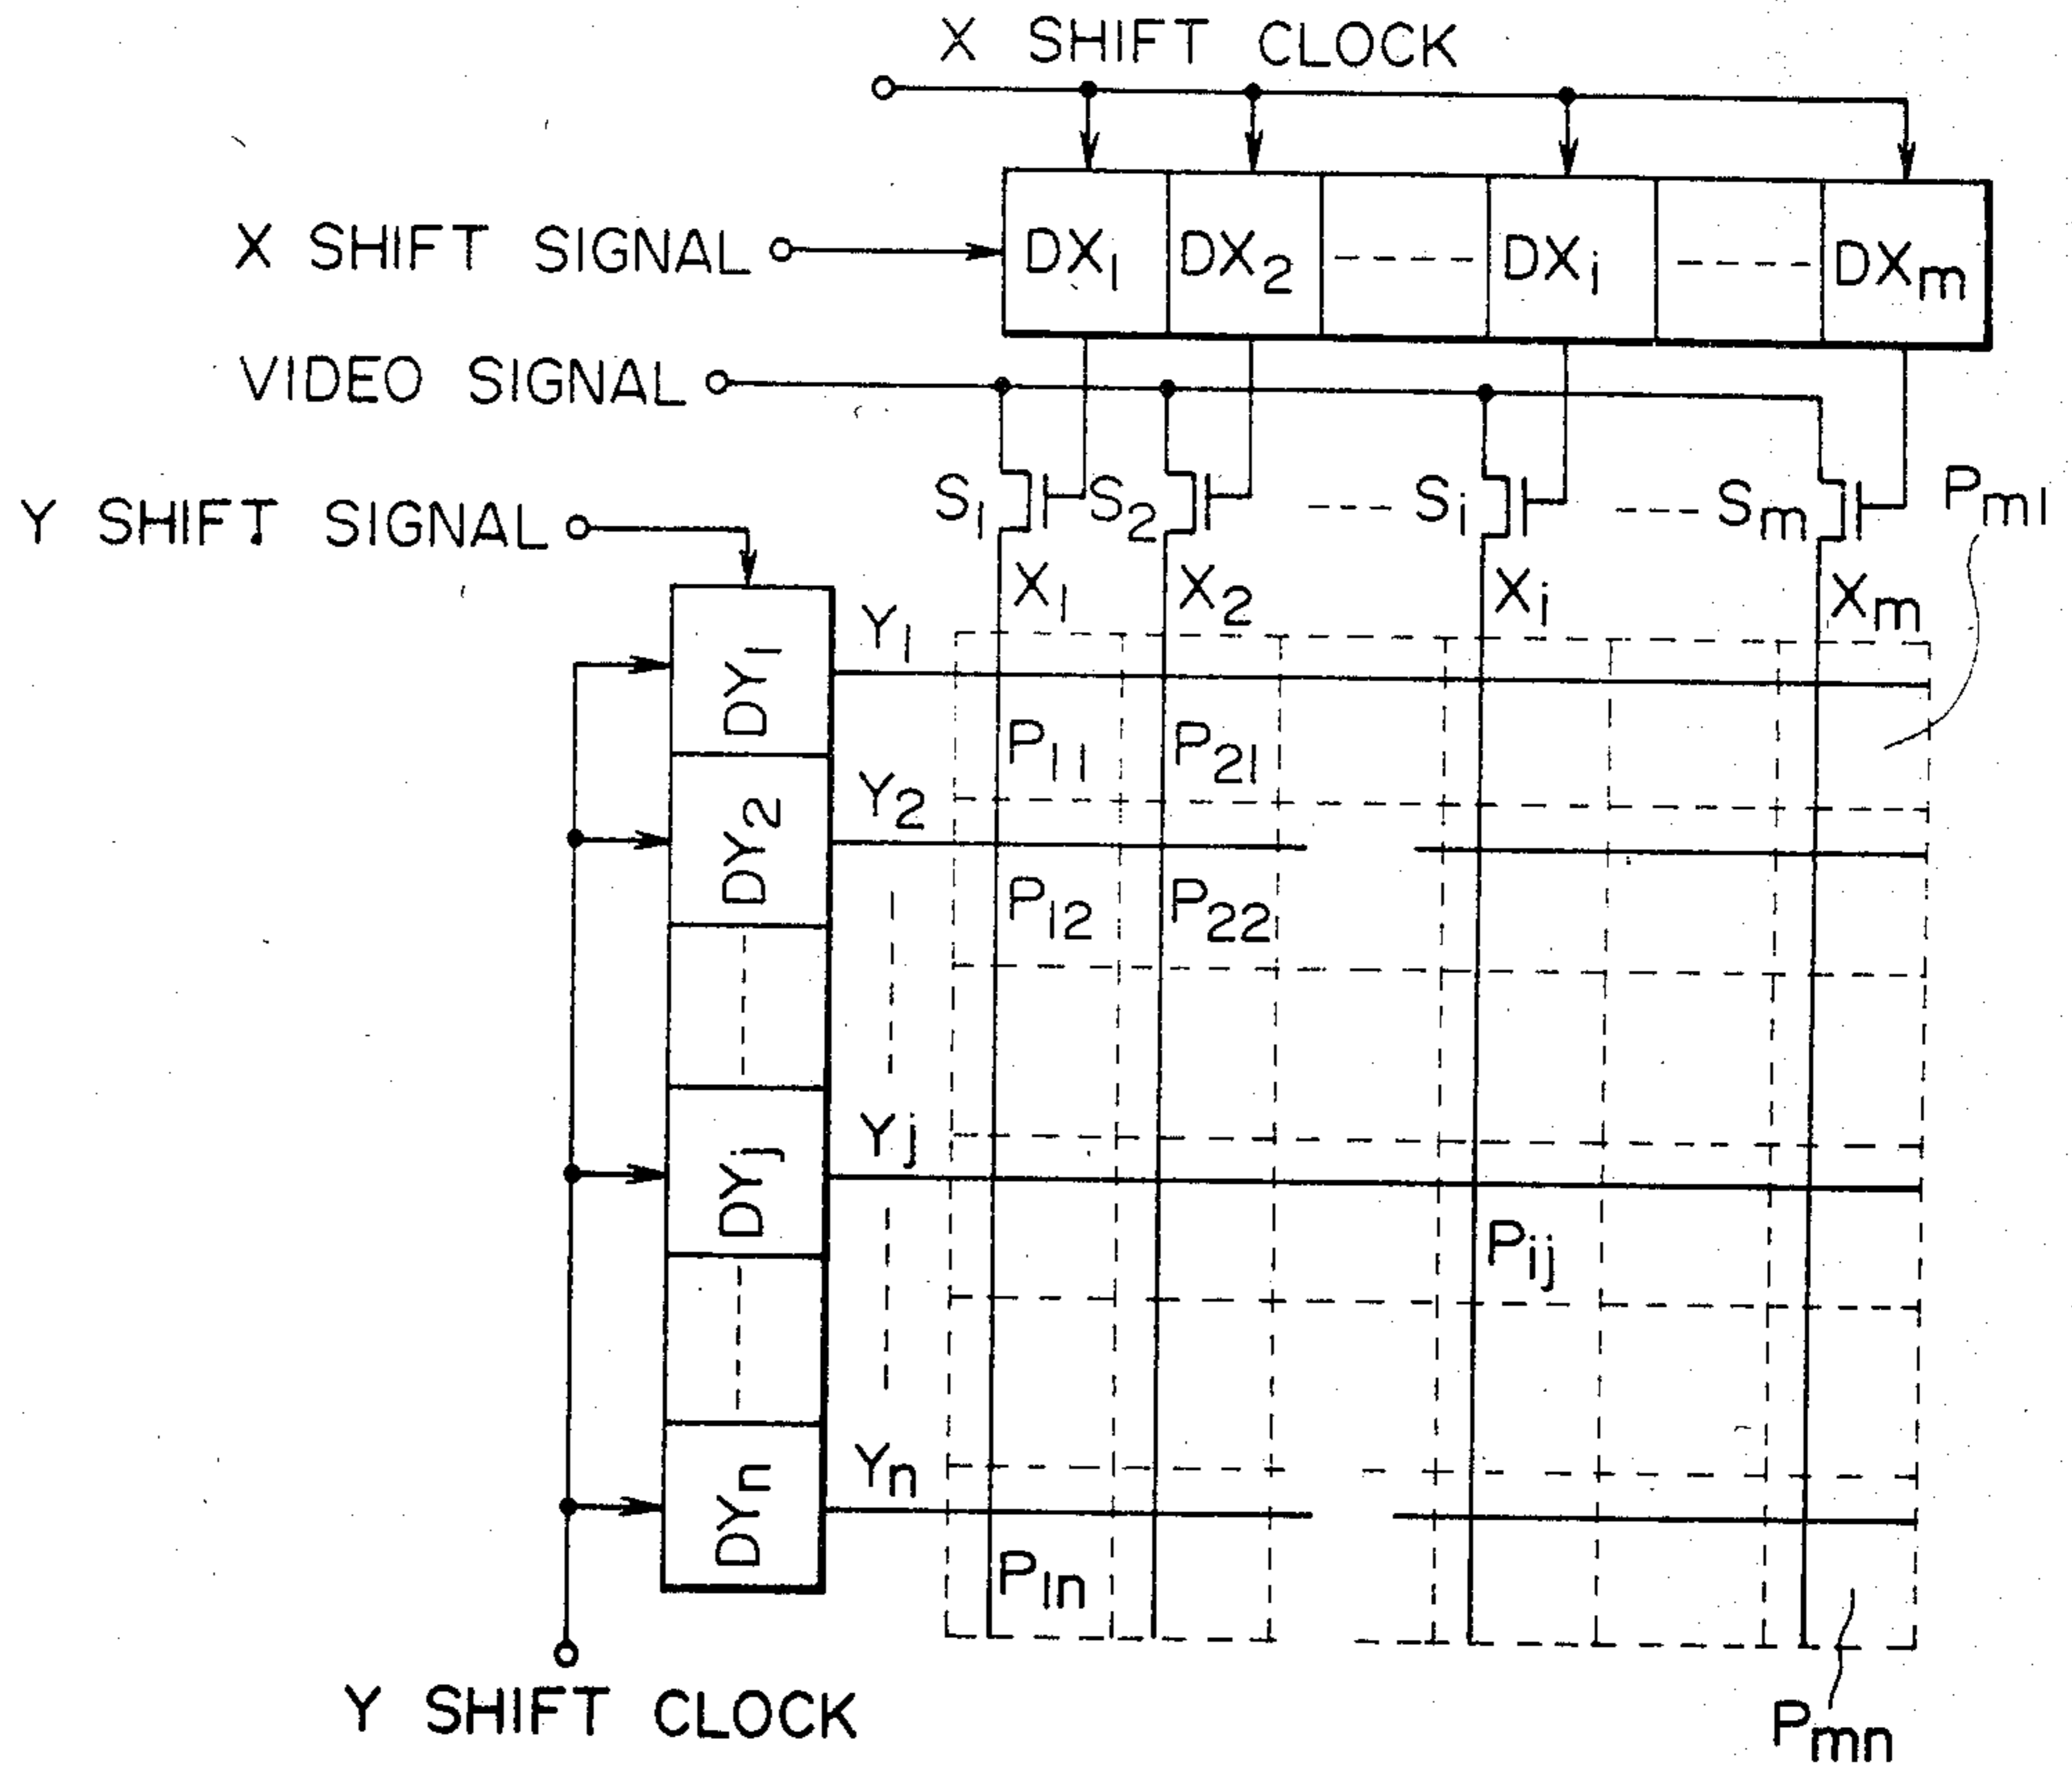 X SHIFT CLOCK
X SHIFT SIGNAL
DX1 DX2 ----- DXi ----- DXm
VIDEO SIGNAL
S1 S2 --- Si --- Sm Pm1
Y SHIFT SIGNAL
X1 X2 Xi Xm
DY1 Y1
P11 P21
DY2 Y2
P12 P22
DYj Yj
Pij
DYn Yn
P1n
Pmn
Y SHIFT CLOCK